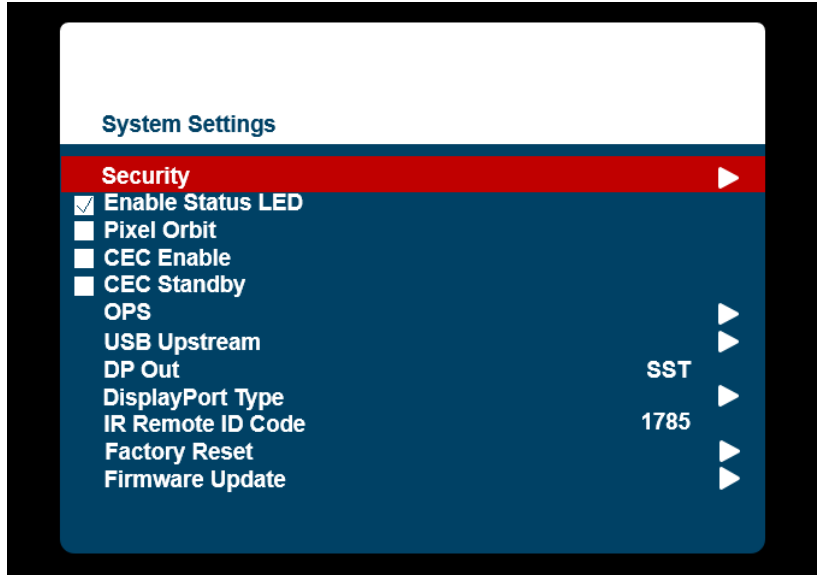 System Settings
Security
Enable Status LED
Pixel Orbit
CEC Enable
CEC Standby
OPS
USB Upstream
DP Out SST
DisplayPort Type
IR Remote ID Code 1785
Factory Reset
Firmware Update